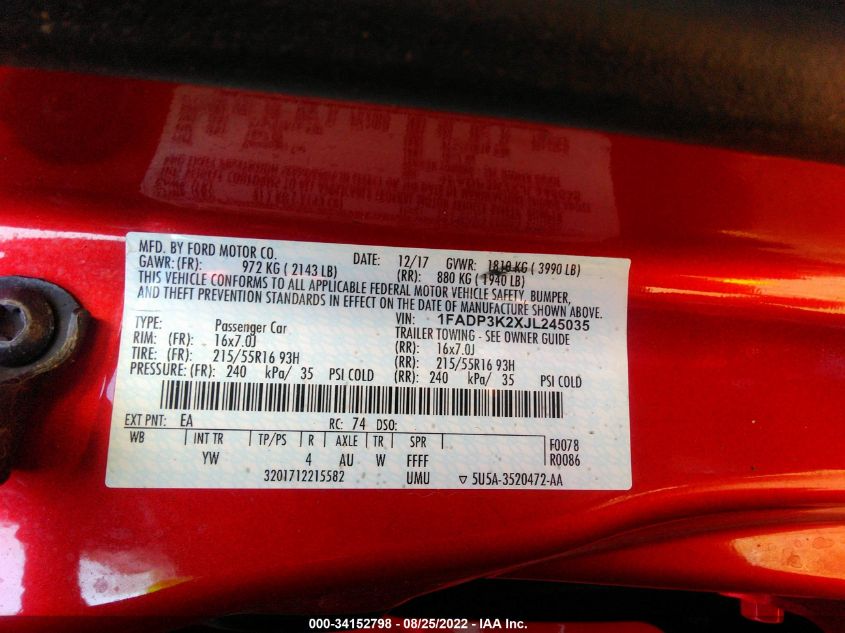 MFD. BY FORD MOTOR CO. DATE: 12/17 GVWR: 1810 KG ( 3990 LB)
GAWR: (FR): 972 KG ( 2143 LB) (RR): 880 KG ( 1940 LB)
THIS VEHICLE CONFORMS TO ALL APPLICABLE FEDERAL MOTOR VEHICLE SAFETY, BUMPER,
AND THEFT PREVENTION STANDARDS IN EFFECT ON THE DATE OF MANUFACTURE SHOWN ABOVE.
VIN: 1FADP3K2XJL245035
TYPE: Passenger Car TRAILER TOWING - SEE OWNER GUIDE
RIM: (FR): 16x7.0J (RR): 16x7.0J
TIRE: (FR): 215/55R16 93H (RR): 215/55R16 93H
PRESSURE: (FR): 240 kPa/ 35 PSI COLD (RR): 240 kPa/ 35 PSI COLD
EXT PNT: EA RC: 74 DSO:
WB INT TR TP/PS R AXLE TR SPR F0078
YW 4 AU W FFFF R0086
3201712215582 UMU ▽ 5U5A-3520472-AA
000-34152798 - 08/25/2022 - IAA Inc.